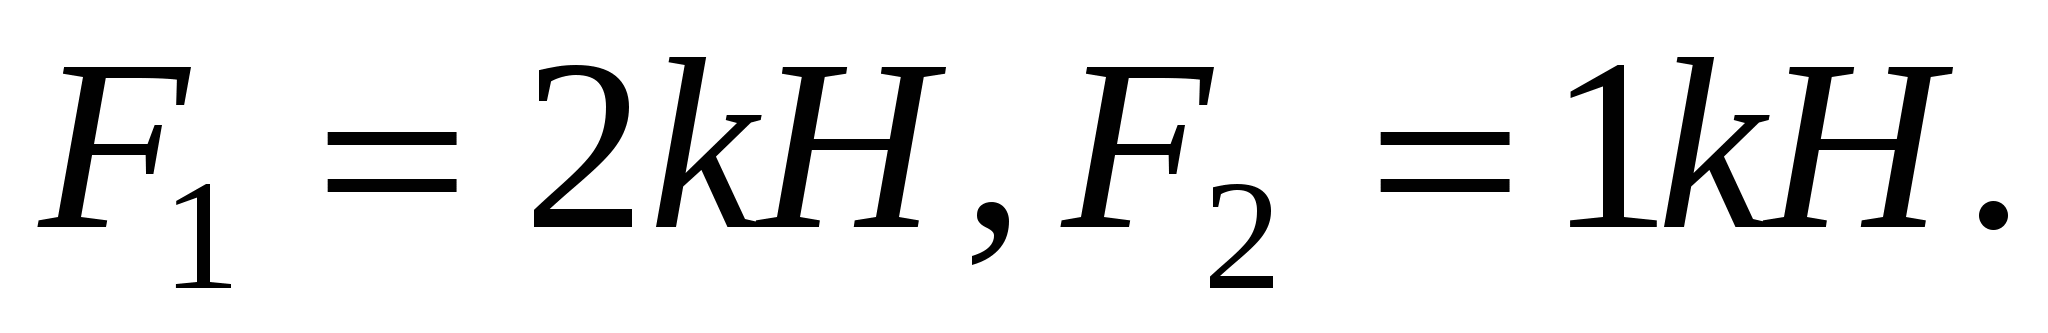 F₁ = 2kH, F₂ = 1kH.